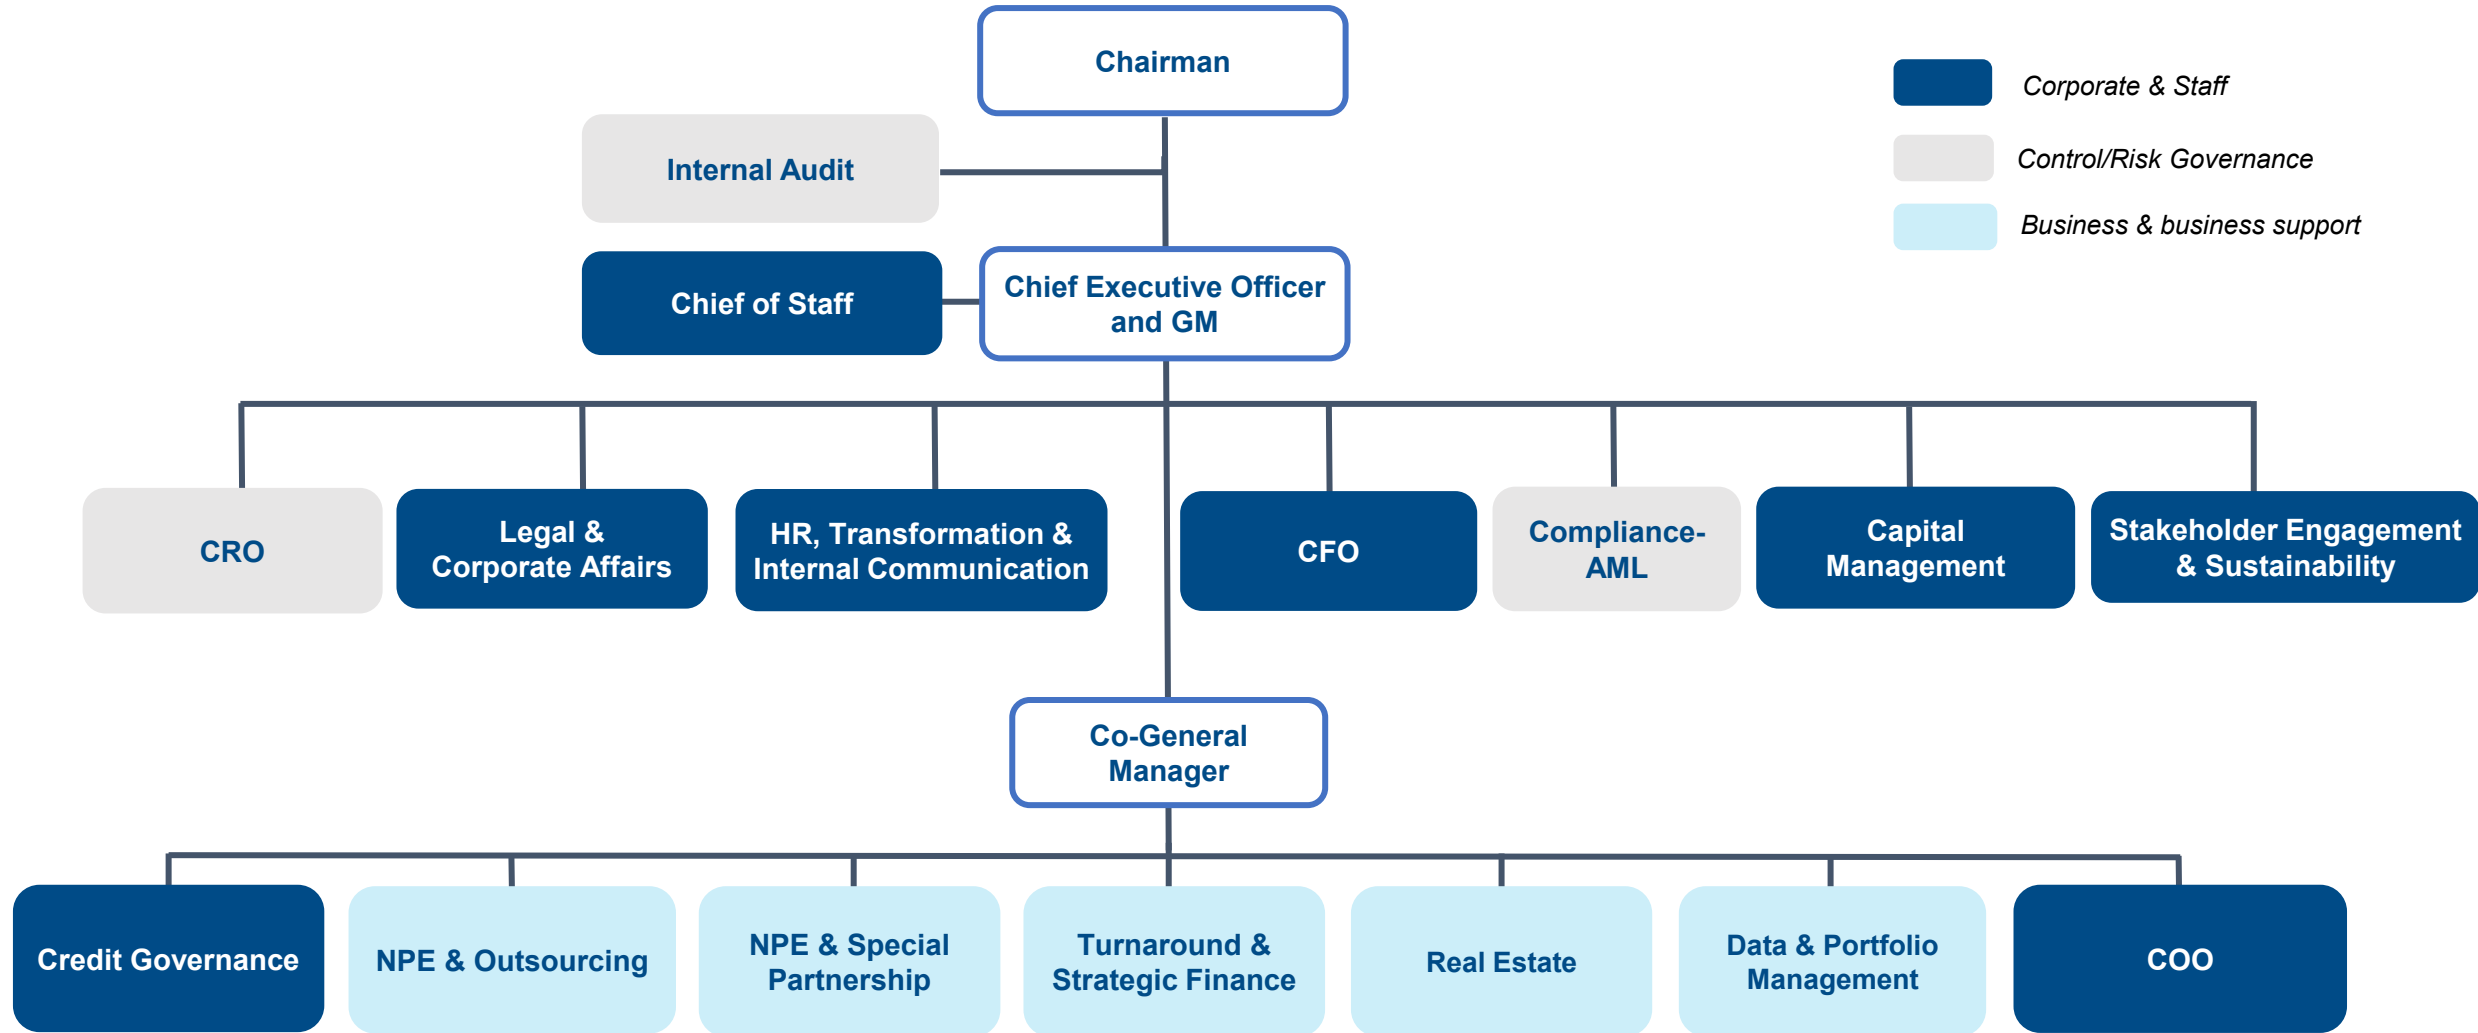 Chairman
Corporate & Staff
Internal Audit
Control/Risk Governance
Business & business support
Chief of Staff
Chief Executive Officer
and GM
CRO
Legal &
Corporate Affairs
HR, Transformation &
Internal Communication
CFO
Compliance-
AML
Capital
Management
Stakeholder Engagement
& Sustainability
Co-General
Manager
Credit Governance
NPE & Outsourcing
NPE & Special
Partnership
Turnaround &
Strategic Finance
Real Estate
Data & Portfolio
Management
COO